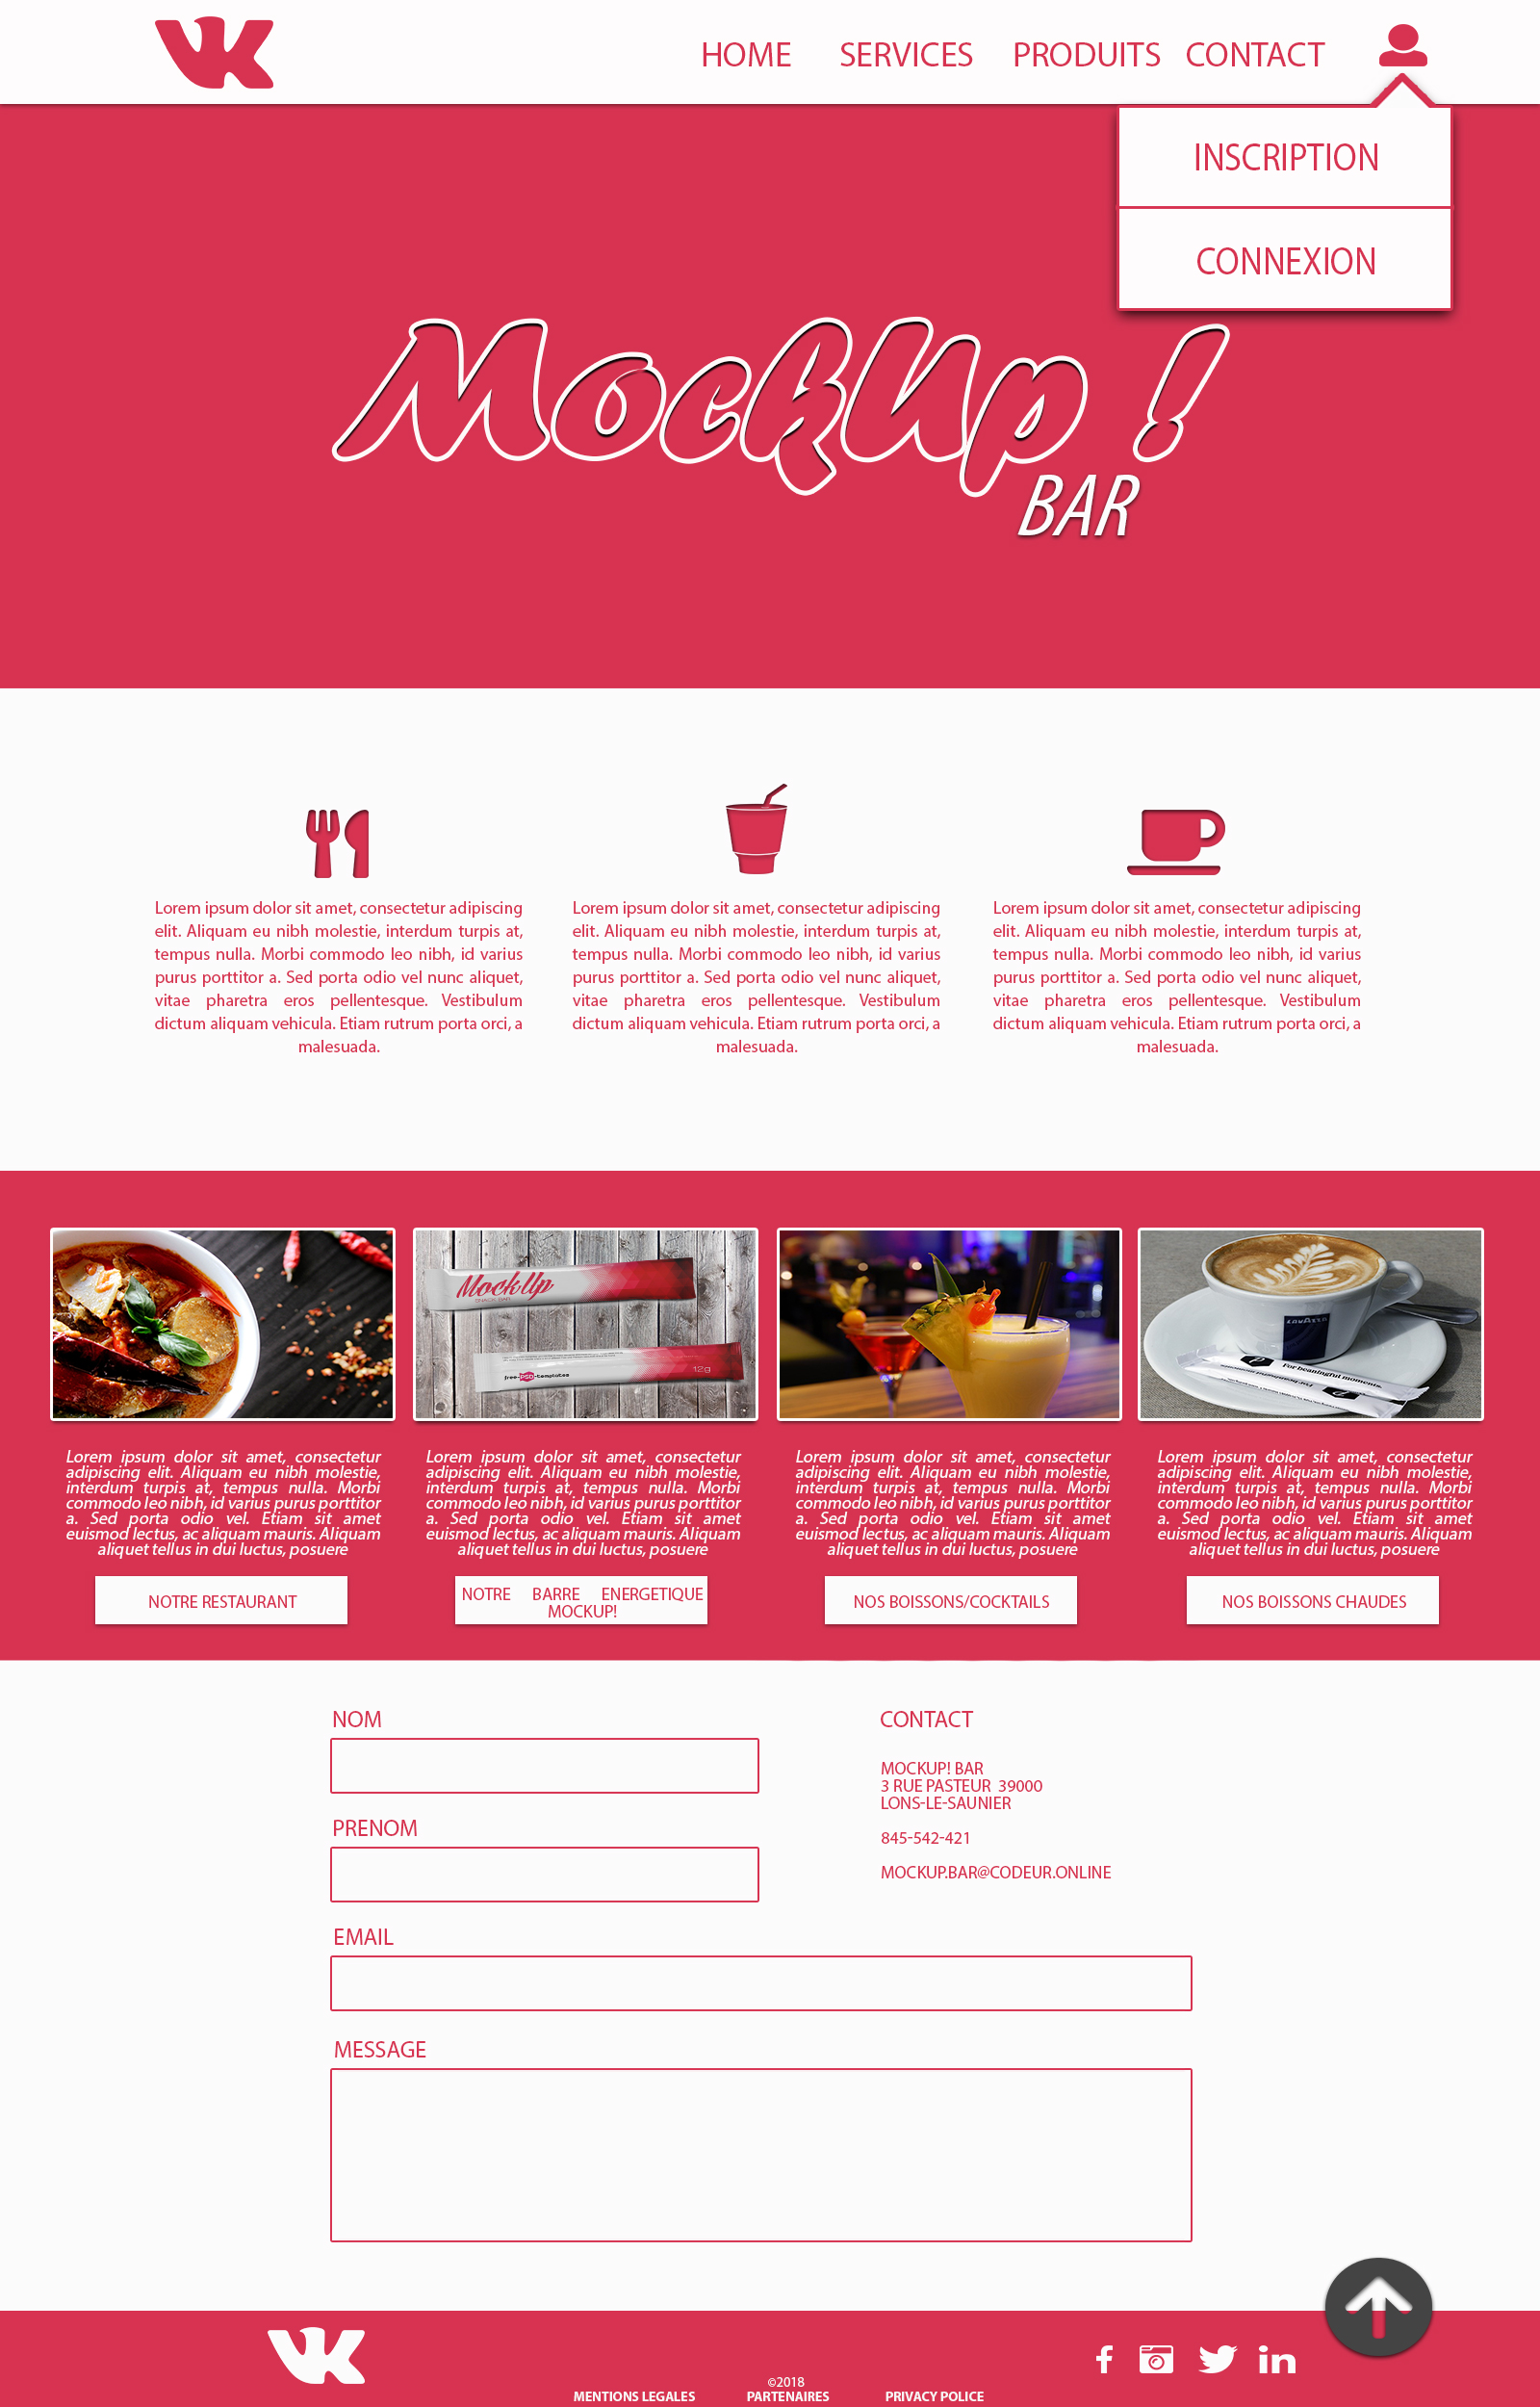 HOME SERVICES PRODUITS CONTACT
INSCRIPTION
CONNEXION
MockUp !
BAR
Lorem ipsum dolor sit amet, consectetur adipiscing
elit. Aliquam eu nibh molestie, interdum turpis at,
tempus nulla. Morbi commodo leo nibh, id varius
purus porttitor a. Sed porta odio vel nunc aliquet,
vitae pharetra eros pellentesque. Vestibulum
dictum aliquam vehicula. Etiam rutrum porta orci, a
malesuada.
Lorem ipsum dolor sit amet, consectetur adipiscing
elit. Aliquam eu nibh molestie, interdum turpis at,
tempus nulla. Morbi commodo leo nibh, id varius
purus porttitor a. Sed porta odio vel nunc aliquet,
vitae pharetra eros pellentesque. Vestibulum
dictum aliquam vehicula. Etiam rutrum porta orci, a
malesuada.
Lorem ipsum dolor sit amet, consectetur adipiscing
elit. Aliquam eu nibh molestie, interdum turpis at,
tempus nulla. Morbi commodo leo nibh, id varius
purus porttitor a. Sed porta odio vel nunc aliquet,
vitae pharetra eros pellentesque. Vestibulum
dictum aliquam vehicula. Etiam rutrum porta orci, a
malesuada.
MockUp
SNACK BAR
free-psd-templates
12g
LAVAZZA
For beaningful moments.
Lorem ipsum dolor sit amet, consectetur
adipiscing elit. Aliquam eu nibh molestie,
interdum turpis at, tempus nulla. Morbi
commodo leo nibh, id varius purus porttitor
a. Sed porta odio vel. Etiam sit amet
euismod lectus, ac aliquam mauris. Aliquam
aliquet tellus in dui luctus, posuere
NOTRE RESTAURANT
Lorem ipsum dolor sit amet, consectetur
adipiscing elit. Aliquam eu nibh molestie,
interdum turpis at, tempus nulla. Morbi
commodo leo nibh, id varius purus porttitor
a. Sed porta odio vel. Etiam sit amet
euismod lectus, ac aliquam mauris. Aliquam
aliquet tellus in dui luctus, posuere
NOTRE BARRE ENERGETIQUE
MOCKUP!
Lorem ipsum dolor sit amet, consectetur
adipiscing elit. Aliquam eu nibh molestie,
interdum turpis at, tempus nulla. Morbi
commodo leo nibh, id varius purus porttitor
a. Sed porta odio vel. Etiam sit amet
euismod lectus, ac aliquam mauris. Aliquam
aliquet tellus in dui luctus, posuere
NOS BOISSONS/COCKTAILS
Lorem ipsum dolor sit amet, consectetur
adipiscing elit. Aliquam eu nibh molestie,
interdum turpis at, tempus nulla. Morbi
commodo leo nibh, id varius purus porttitor
a. Sed porta odio vel. Etiam sit amet
euismod lectus, ac aliquam mauris. Aliquam
aliquet tellus in dui luctus, posuere
NOS BOISSONS CHAUDES
NOM
PRENOM
EMAIL
MESSAGE
CONTACT
MOCKUP! BAR
3 RUE PASTEUR 39000
LONS-LE-SAUNIER
845-542-421
MOCKUP.BAR@CODEUR.ONLINE
©2018
MENTIONS LEGALES PARTENAIRES PRIVACY POLICE